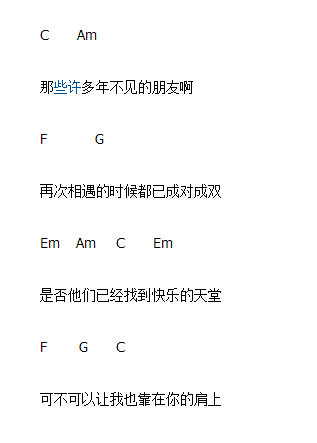 C Am
那些许多年不见的朋友啊
F G
再次相遇的时候都已成对成双
Em Am C Em
是否他们已经找到快乐的天堂
F G C
可不可以让我也靠在你的肩上